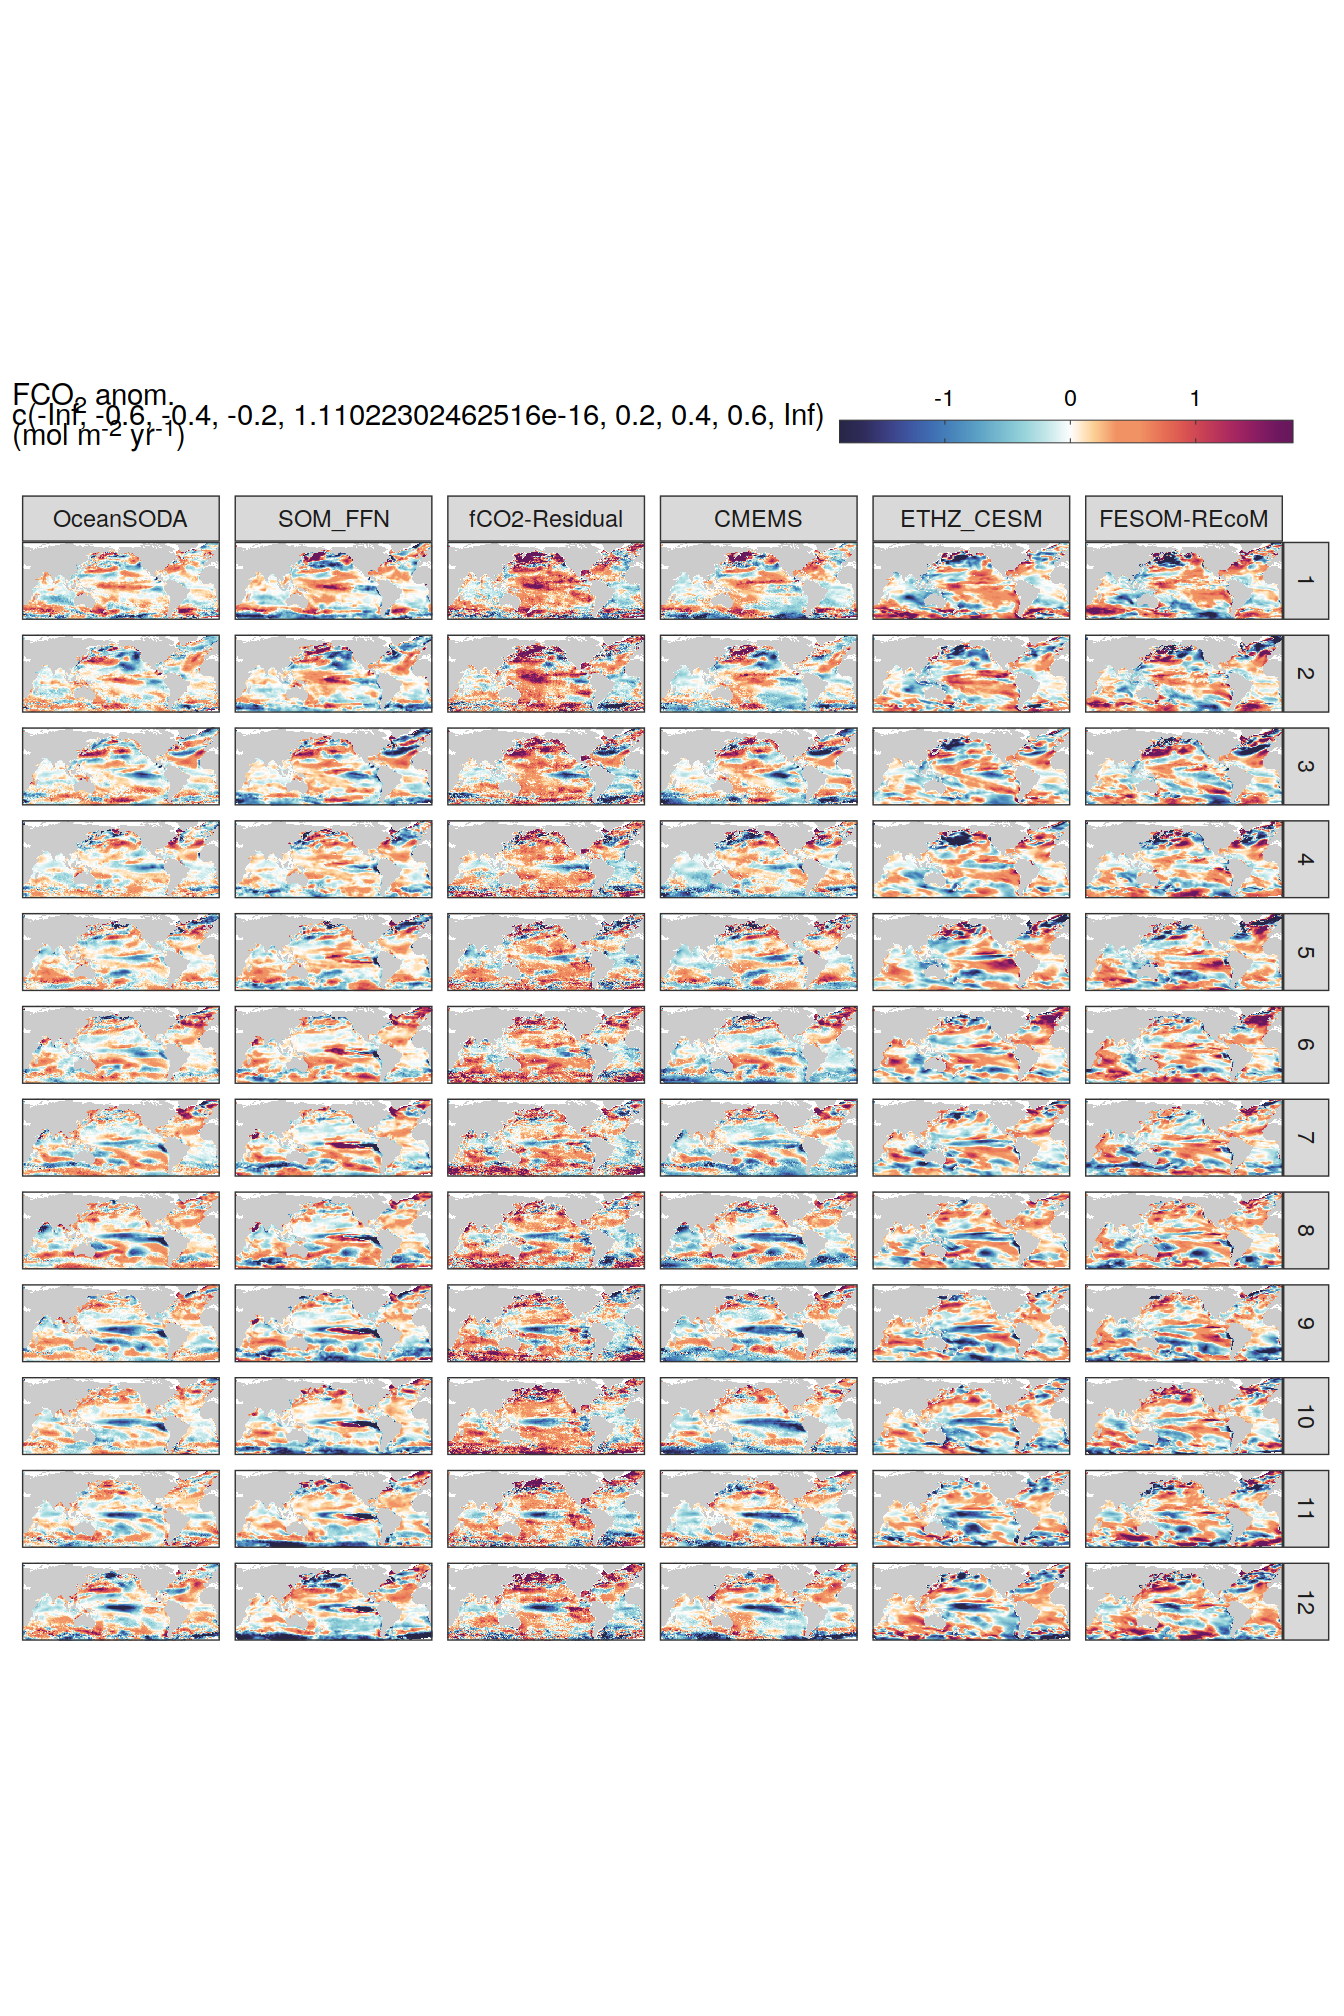 FCO₂ anom.
c(-Inf, -0.6, -0.4, -0.2, 1.11022302462516e-16, 0.2, 0.4, 0.6, Inf)
(mol m⁻² yr⁻¹)
-1 0 1
OceanSODA SOM_FFN fCO2-Residual CMEMS ETHZ_CESM FESOM-REcoM
1
2
3
4
5
6
7
8
9
10
11
12